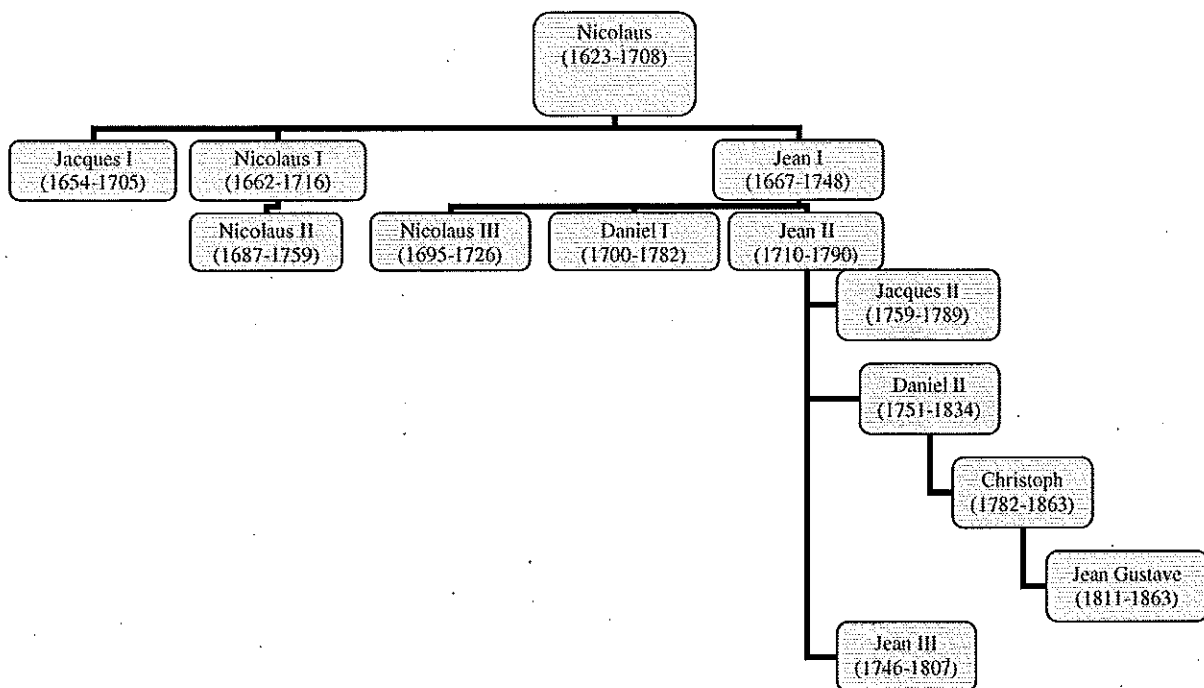 Nicolaus
(1623-1708)
Jacques I
(1654-1705)
Nicolaus I
(1662-1716)
Jean I
(1667-1748)
Nicolaus II
(1687-1759)
Nicolaus III
(1695-1726)
Daniel I
(1700-1782)
Jean II
(1710-1790)
Jacques II
(1759-1789)
Daniel II
(1751-1834)
Christoph
(1782-1863)
Jean Gustave
(1811-1863)
Jean III
(1746-1807)